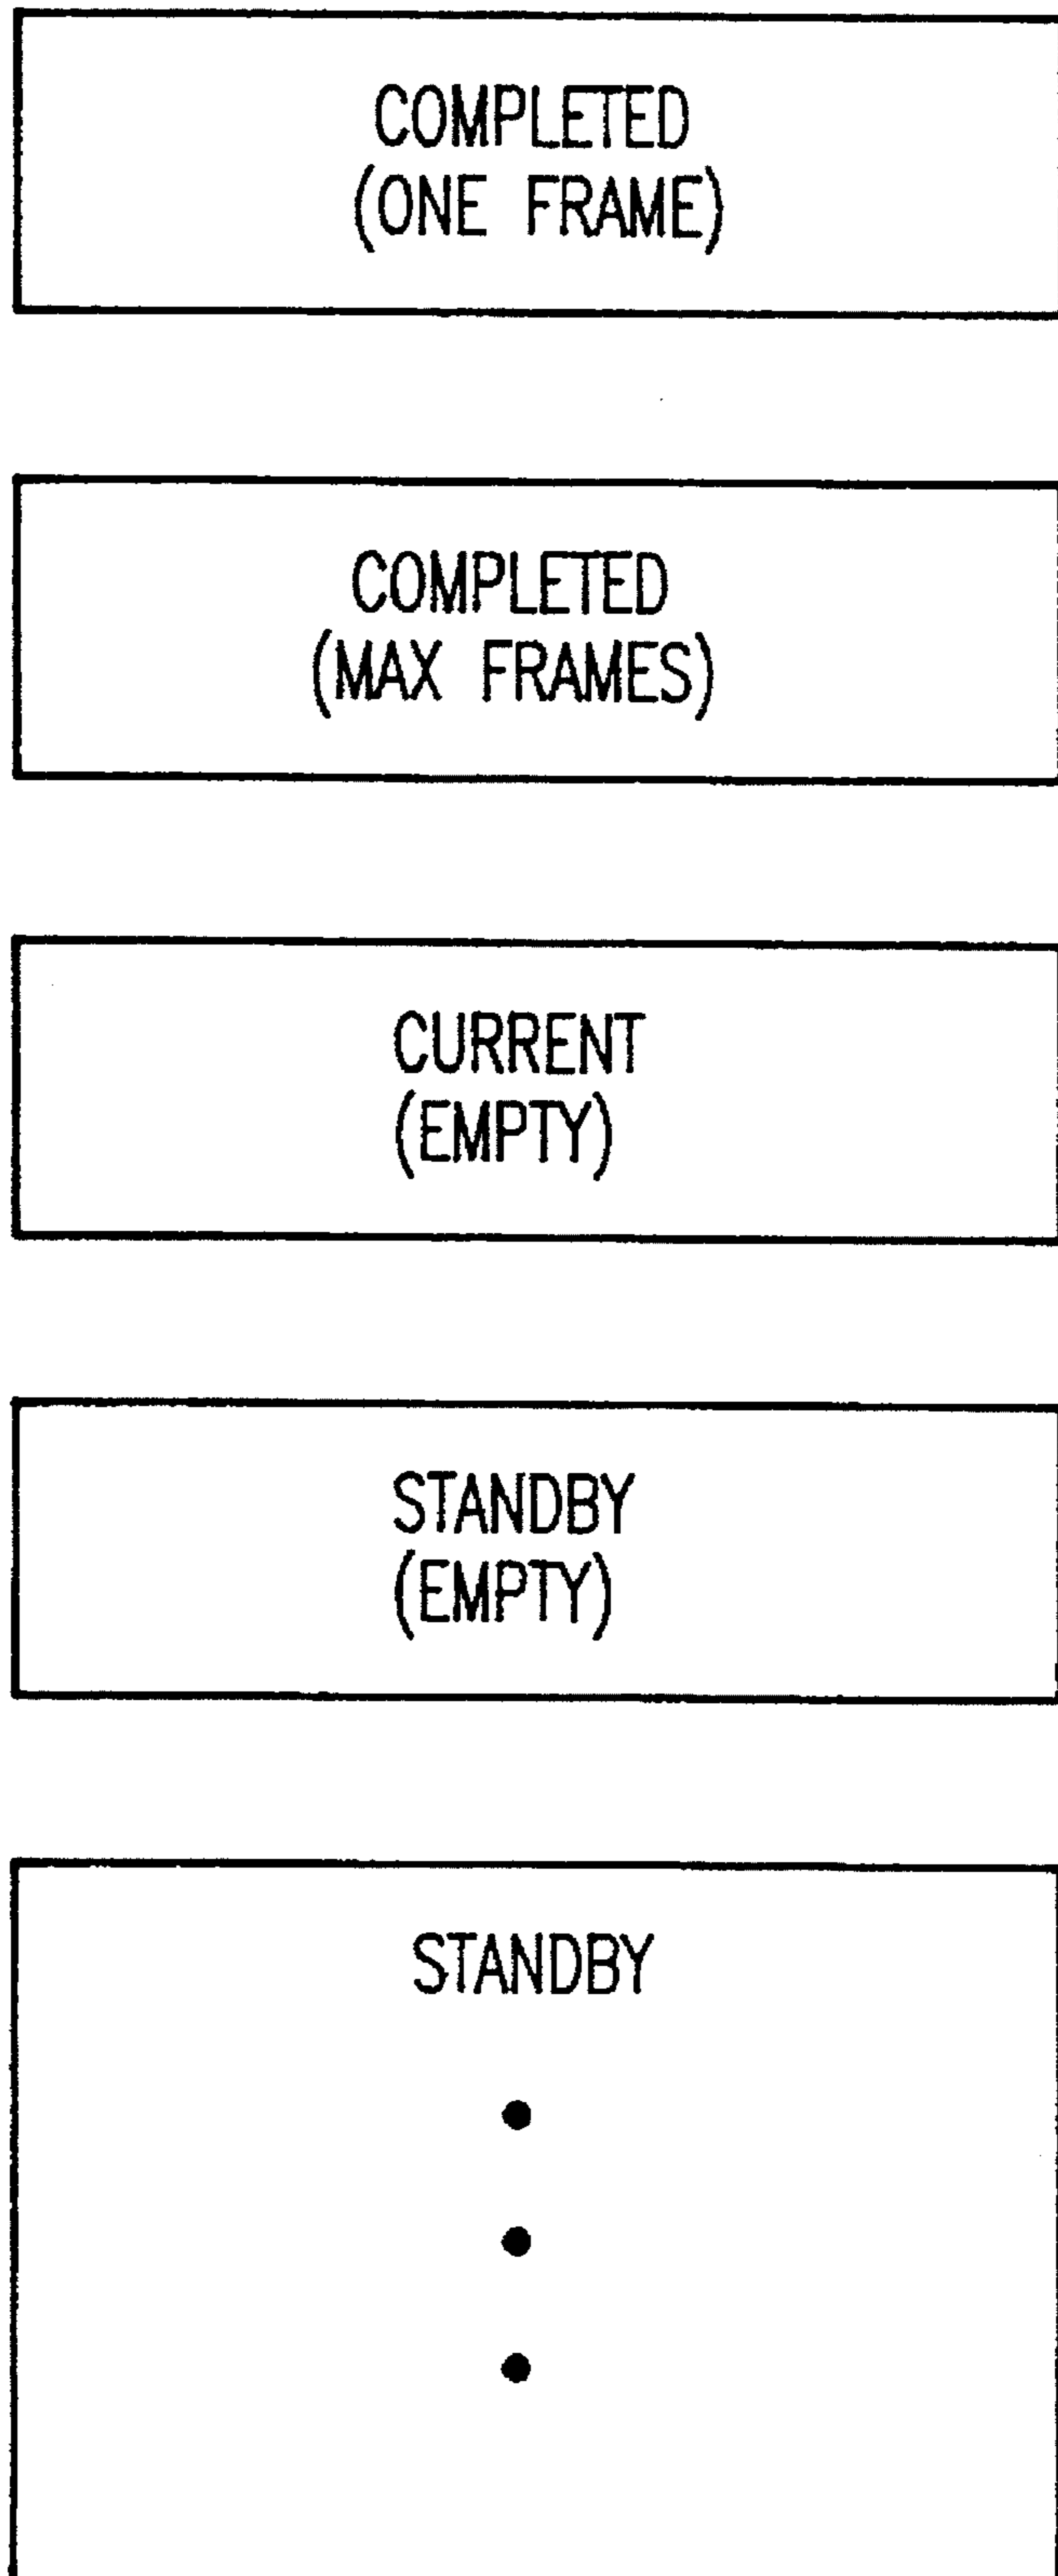 COMPLETED
(ONE FRAME)
COMPLETED
(MAX FRAMES)
CURRENT
(EMPTY)
STANDBY
(EMPTY)
STANDBY